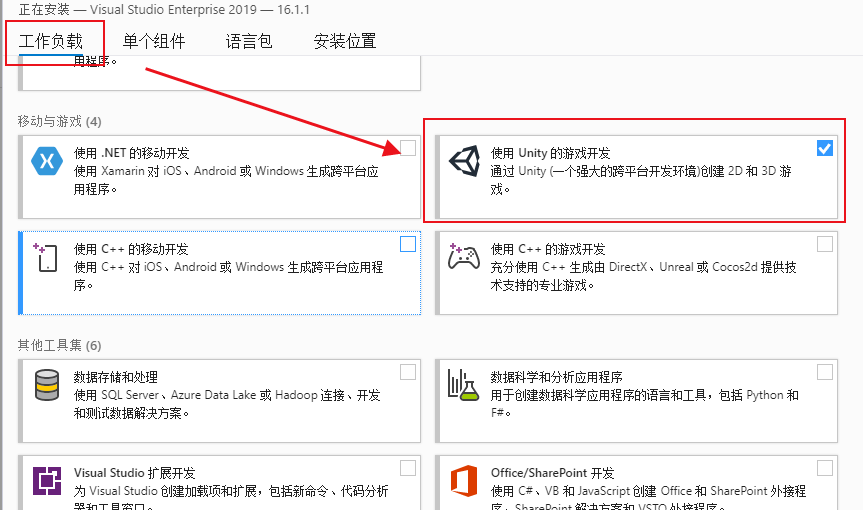 正在安装 — Visual Studio Enterprise 2019 — 16.1.1
工作负载 单个组件 语言包 安装位置
用程序。
移动与游戏 (4)
使用 .NET 的移动开发
使用 Xamarin 对 iOS、Android 或 Windows 生成跨平台应
用程序。
使用 Unity 的游戏开发
通过 Unity (一个强大的跨平台开发环境)创建 2D 和 3D 游
戏。
使用 C++ 的移动开发
使用 C++ 对 iOS、Android 或 Windows 生成跨平台应用程
序。
使用 C++ 的游戏开发
充分使用 C++ 生成由 DirectX、Unreal 或 Cocos2d 提供技
术支持的专业游戏。
其他工具集 (6)
数据存储和处理
使用 SQL Server、Azure Data Lake 或 Hadoop 连接、开发
和测试数据解决方案。
数据科学和分析应用程序
用于创建数据科学应用程序的语言和工具，包括 Python 和
F#。
Visual Studio 扩展开发
为 Visual Studio 创建加载项和扩展，包括新命令、代码分析
器和工具窗口。
Office/SharePoint 开发
使用 C#、VB 和 JavaScript 创建 Office 和 SharePoint 外接程
序、SharePoint 解决方案和 VSTO 外接程序。